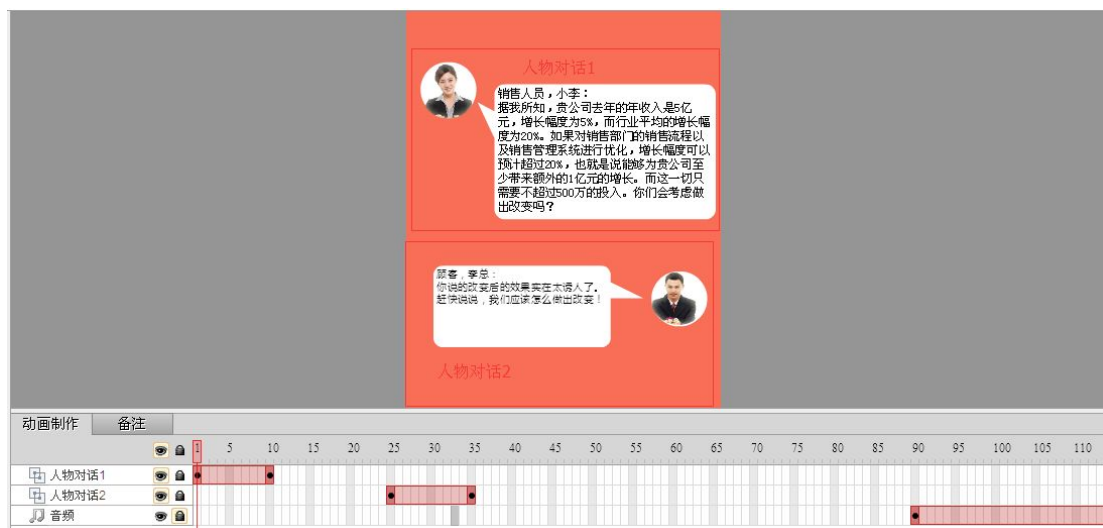 人物对话1
销售人员，小李：
据我所知，贵公司去年的年收入是5亿
元，增长幅度为5%，而行业平均的增长幅
度为20%。如果对销售部门的销售流程以
及销售管理系统进行优化，增长幅度可以
预计超过20%，也就是说能够为贵公司至
少带来额外的1亿元的增长。而这一切只
需要不超过500万的投入。你们会考虑做
出改变吗？
顾客，李总：
你说的改变后的效果实在太诱人了。
赶快说说，我们应该怎么做出改变！
人物对话2
动画制作 备注
1 5 10 15 20 25 30 35 40 45 50 55 60 65 70 75 80 85 90 95 100 105 110
人物对话1
人物对话2
音频